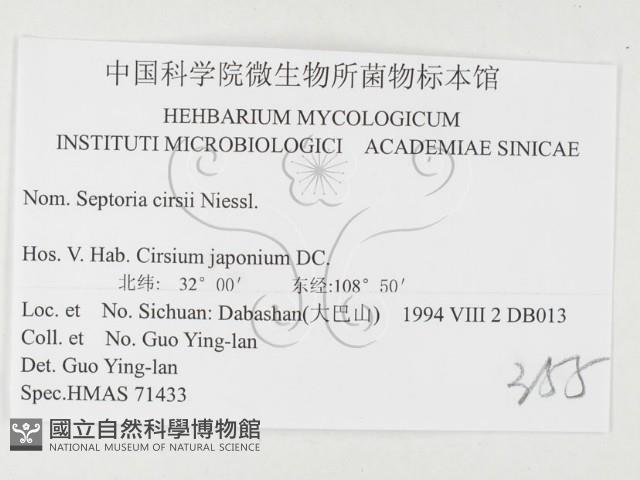 中国科学院微生物所菌物标本馆
HEHBARIUM MYCOLOGICUM
INSTITUTI MICROBIOLOGICI ACADEMIAE SINICAE
Nom. Septoria cirsii Niessl.
Hos. V. Hab. Cirsium japonium DC.
北纬: 32° 00′ 东经:108° 50′
Loc. et No. Sichuan: Dabashan(大巴山) 1994 VIII 2 DB013
Coll. et No. Guo Ying-lan
Det. Guo Ying-lan
Spec.HMAS 71433
355
國立自然科學博物館
NATIONAL MUSEUM OF NATURAL SCIENCE